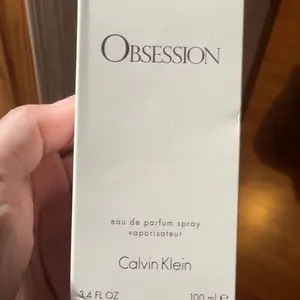 OBSESSION
eau de parfum spray
vaporisateur
Calvin Klein
3.4 FL OZ 100 ml e